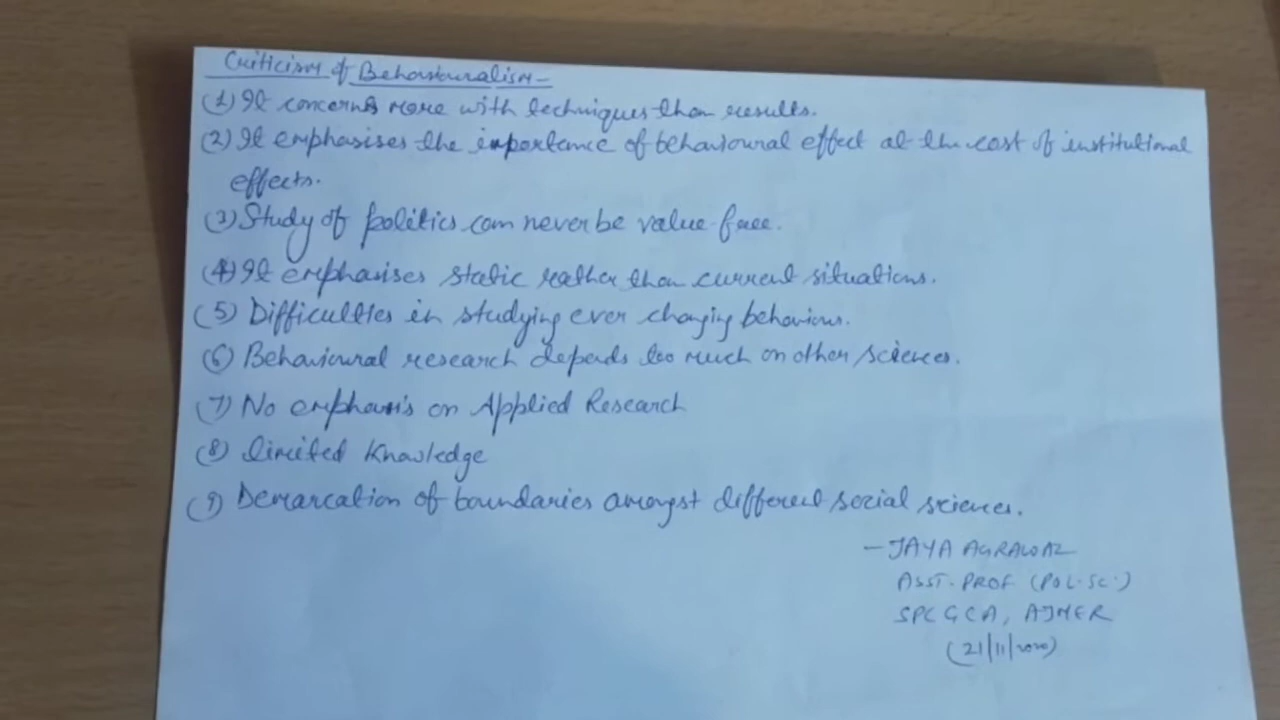 Criticism of Behaviouralism -
(1) It concerns more with techniques than results.
(2) It emphasises the importance of behavioural effect at the cost of institutional
effects.
(3) Study of politics can never be value-free.
(4) It emphasises static rather than current situations.
(5) Difficulties in studying ever changing behaviour.
(6) Behavioural research depends too much on other sciences.
(7) No emphasis on Applied Research
(8) Limited Knowledge
(9) Demarcation of boundaries amongst different social sciences.
- JAYA AGRAWAL
ASST. PROF. (POL. SC.)
SPC GCA, AJMER
(21/11/2020)